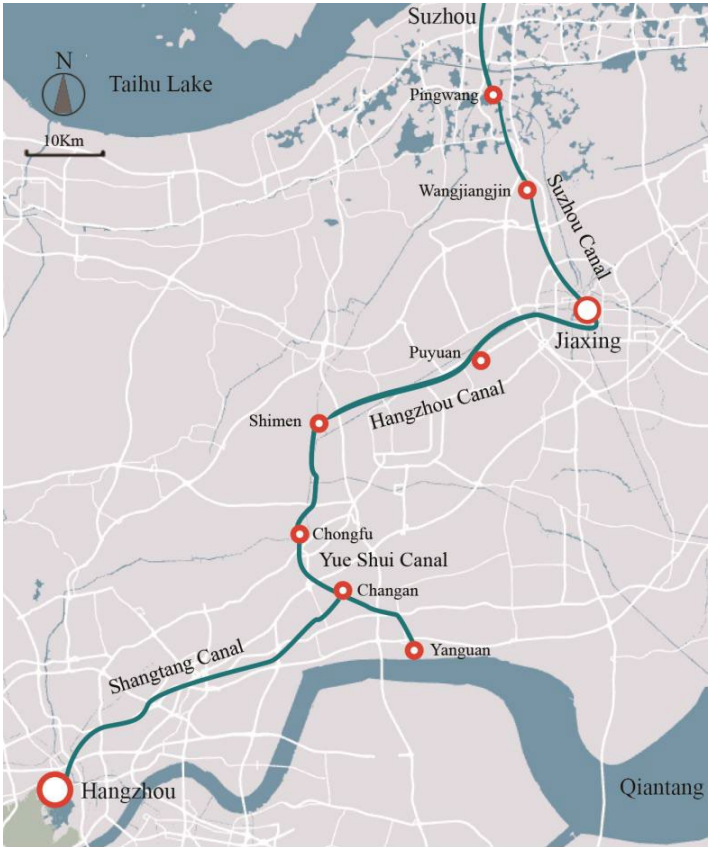 Suzhou
N
Taihu Lake
Pingwang
10Km
Wangjiangjin
Suzhou Canal
Jiaxing
Puyuan
Hangzhou Canal
Shimen
Chongfu
Yue Shui Canal
Changan
Yanguan
Shangtang Canal
Hangzhou
Qiantang